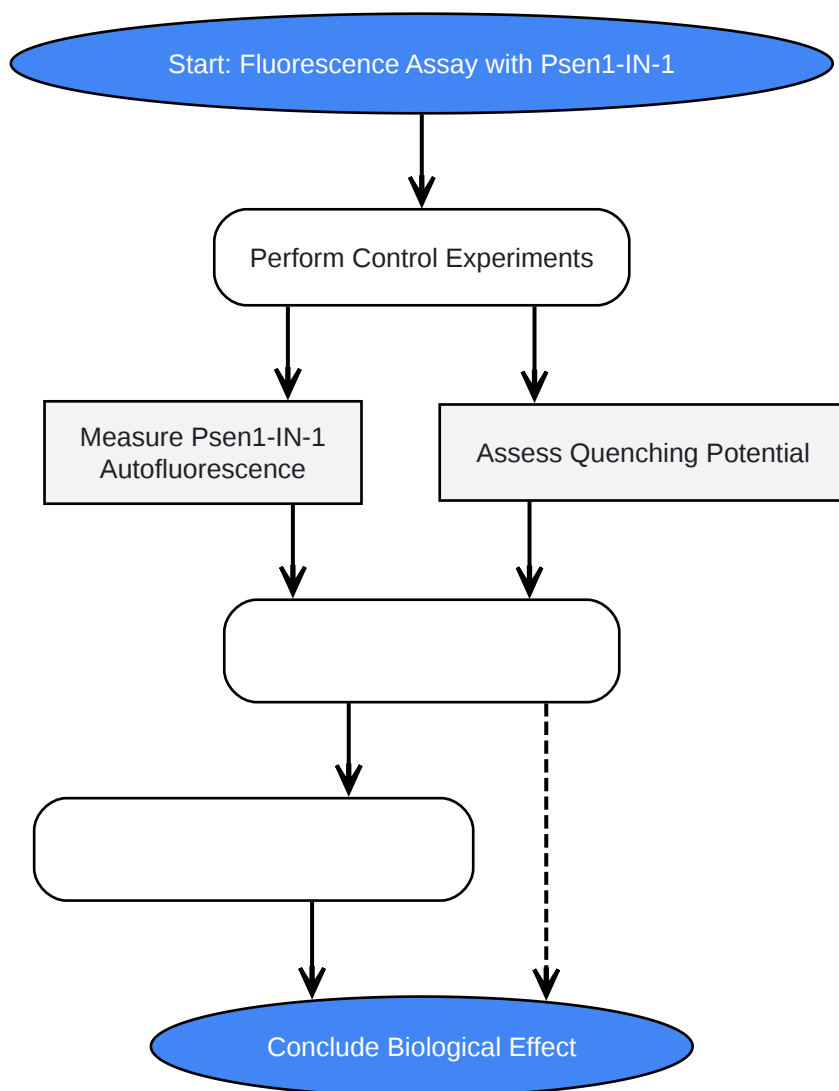 Start: Fluorescence Assay with Psen1-IN-1
Perform Control Experiments
Measure Psen1-IN-1
Autofluorescence
Assess Quenching Potential
Conclude Biological Effect